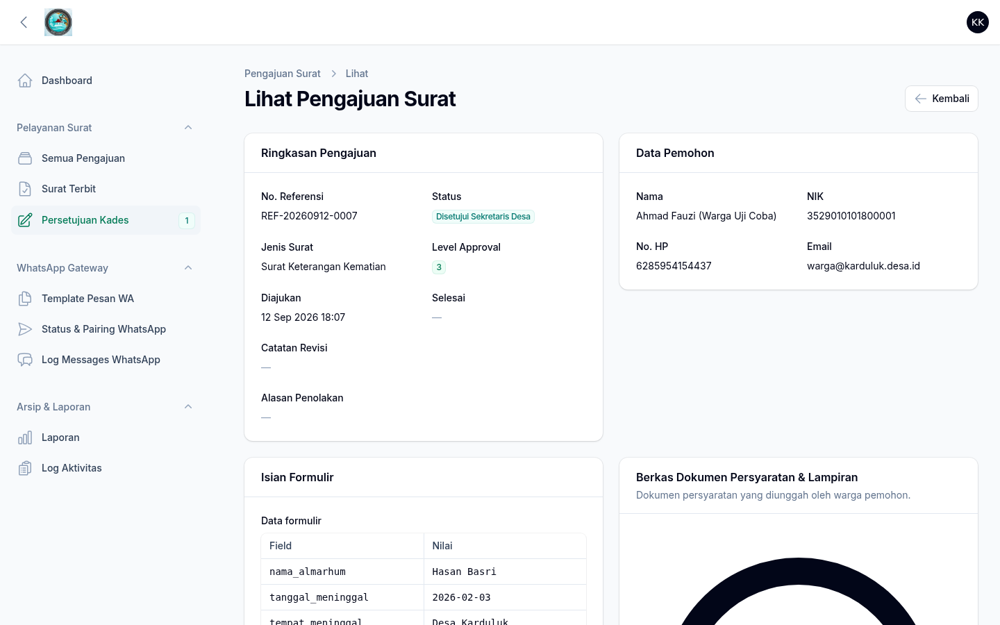 KK
Dashboard
Pelayanan Surat
Semua Pengajuan
Surat Terbit
Persetujuan Kades 1
WhatsApp Gateway
Template Pesan WA
Status & Pairing WhatsApp
Log Messages WhatsApp
Arsip & Laporan
Laporan
Log Aktivitas
Pengajuan Surat > Lihat
Lihat Pengajuan Surat
Kembali
Ringkasan Pengajuan
No. Referensi Status
REF-20260912-0007 Disetujui Sekretaris Desa
Jenis Surat Level Approval
Surat Keterangan Kematian 3
Diajukan Selesai
12 Sep 2026 18:07 —
Catatan Revisi
—
Alasan Penolakan
—
Data Pemohon
Nama NIK
Ahmad Fauzi (Warga Uji Coba) 3529010101800001
No. HP Email
6285954154437 warga@karduluk.desa.id
Isian Formulir
Data formulir
Field Nilai
nama_almarhum Hasan Basri
tanggal_meninggal 2026-02-03
tempat_meninggal Desa Karduluk
Berkas Dokumen Persyaratan & Lampiran
Dokumen persyaratan yang diunggah oleh warga pemohon.